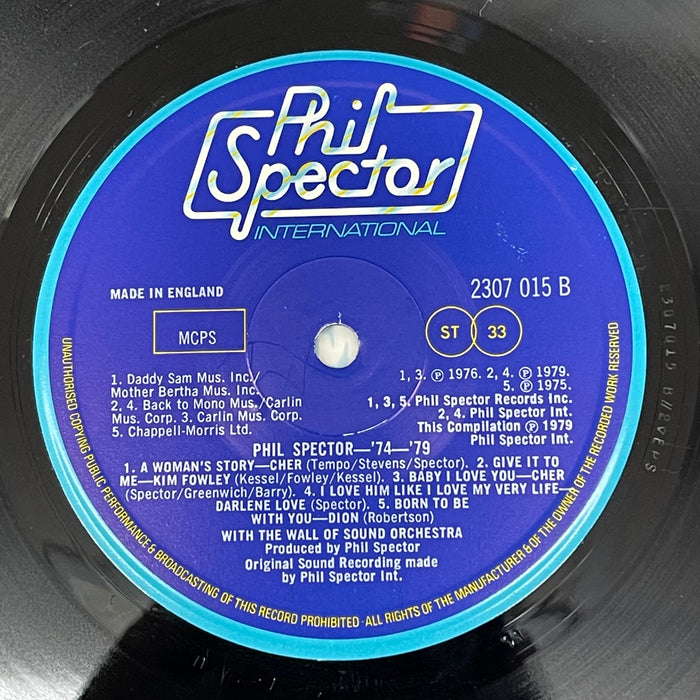 Phil
Spector
INTERNATIONAL
MADE IN ENGLAND
2307 015 B
MCPS
ST 33
1. Daddy Sam Mus. Inc./
Mother Bertha Mus. Inc.
2. 4. Back to Mono Mus./Carlin
Mus. Corp. 3. Carlin Mus. Corp.
5. Chappell-Morris Ltd.
1, 3. ℗ 1976. 2, 4. ℗ 1979.
5. ℗ 1975.
1, 3, 5. Phil Spector Records Inc.
2, 4. Phil Spector Int.
This Compilation ℗ 1979
Phil Spector Int.
PHIL SPECTOR—'74—'79
1. A WOMAN'S STORY—CHER (Tempo/Stevens/Spector). 2. GIVE IT TO
ME—KIM FOWLEY (Kessel/Fowley/Kessel). 3. BABY I LOVE YOU—CHER
(Spector/Greenwich/Barry). 4. I LOVE HIM LIKE I LOVE MY VERY LIFE—
DARLENE LOVE (Spector). 5. BORN TO BE
WITH YOU—DION (Robertson)
WITH THE WALL OF SOUND ORCHESTRA
Produced by Phil Spector
Original Sound Recording made
by Phil Spector Int.
UNAUTHORISED COPYING PUBLIC PERFORMANCE & BROADCASTING OF THIS RECORD PROHIBITED · ALL RIGHTS OF THE MANUFACTURER & OF THE OWNER OF THE RECORDED WORK RESERVED